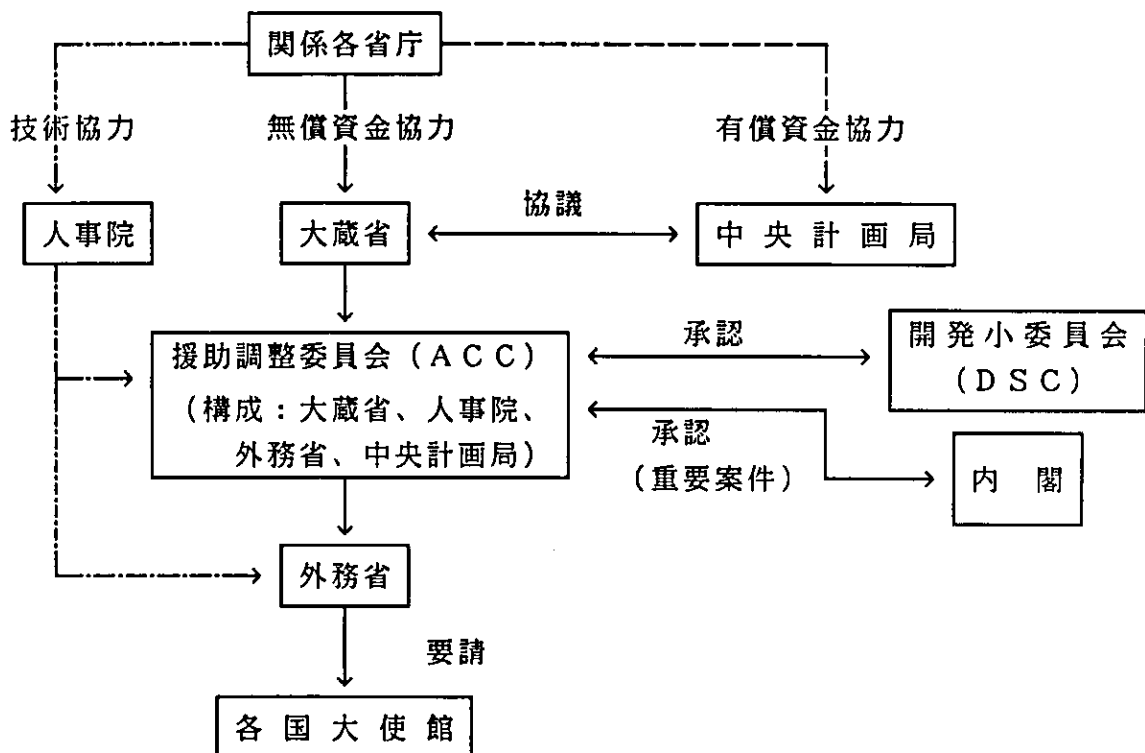 関係各省庁
技術協力
無償資金協力
有償資金協力
協議
人事院
大蔵省
中央計画局
承認
援助調整委員会(ACC)
(構成:大蔵省、人事院、
外務省、中央計画局)
開発小委員会
(DSC)
承認
(重要案件)
内閣
外務省
要請
各国大使館